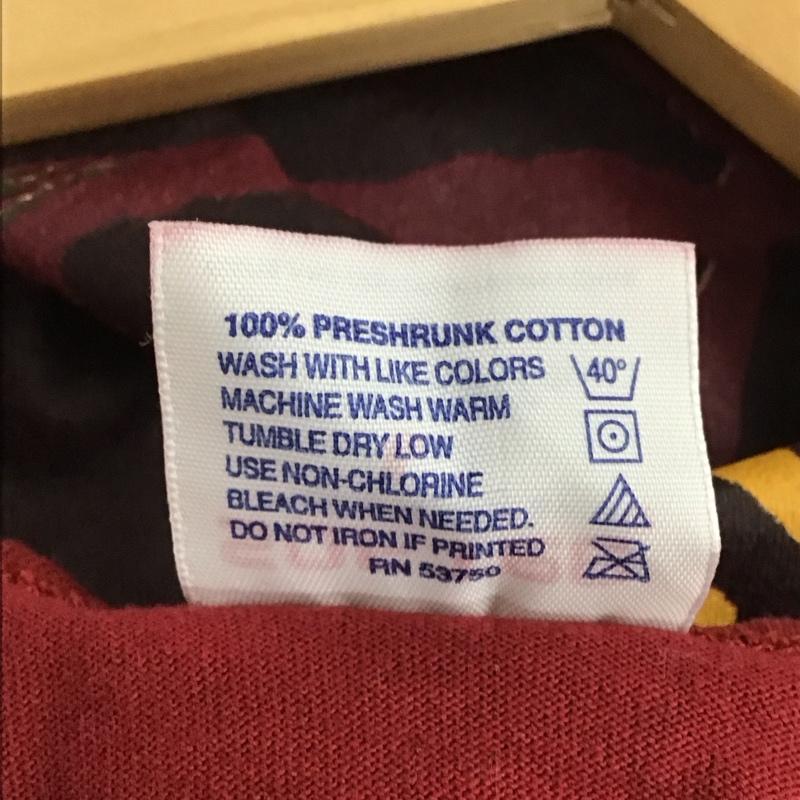 100% PRESHRUNK COTTON
WASH WITH LIKE COLORS
40°
MACHINE WASH WARM
TUMBLE DRY LOW
USE NON-CHLORINE
BLEACH WHEN NEEDED.
DO NOT IRON IF PRINTED
RN 53750